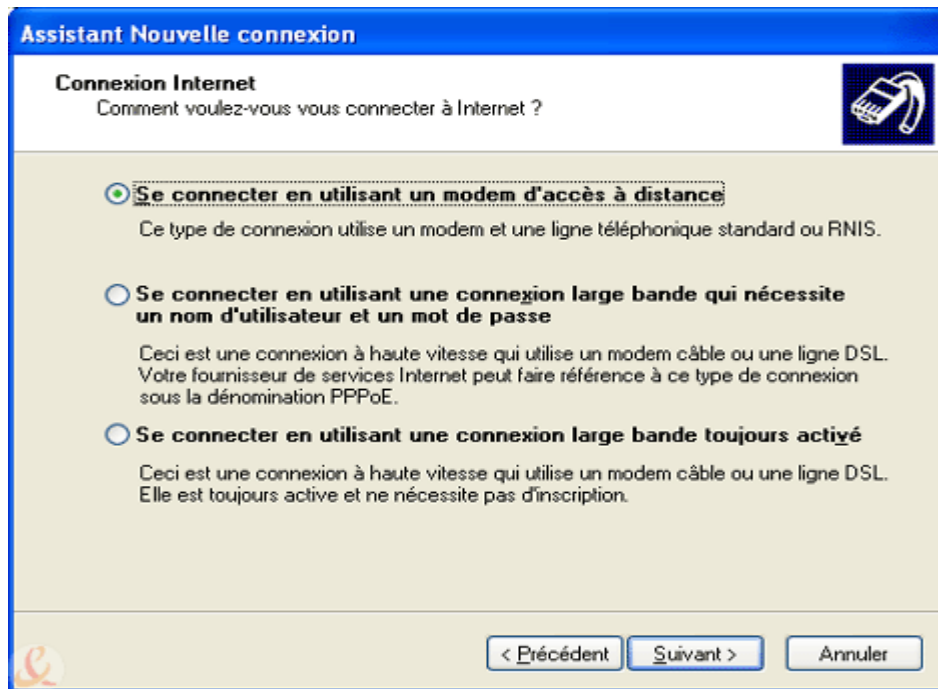 Assistant Nouvelle connexion
Connexion Internet
Comment voulez-vous vous connecter à Internet ?
Se connecter en utilisant un modem d'accès à distance
Ce type de connexion utilise un modem et une ligne téléphonique standard ou RNIS.
Se connecter en utilisant une connexion large bande qui nécessite
un nom d'utilisateur et un mot de passe
Ceci est une connexion à haute vitesse qui utilise un modem câble ou une ligne DSL.
Votre fournisseur de services Internet peut faire référence à ce type de connexion
sous la dénomination PPPoE.
Se connecter en utilisant une connexion large bande toujours activé
Ceci est une connexion à haute vitesse qui utilise un modem câble ou une ligne DSL.
Elle est toujours active et ne nécessite pas d'inscription.
< Précédent Suivant > Annuler